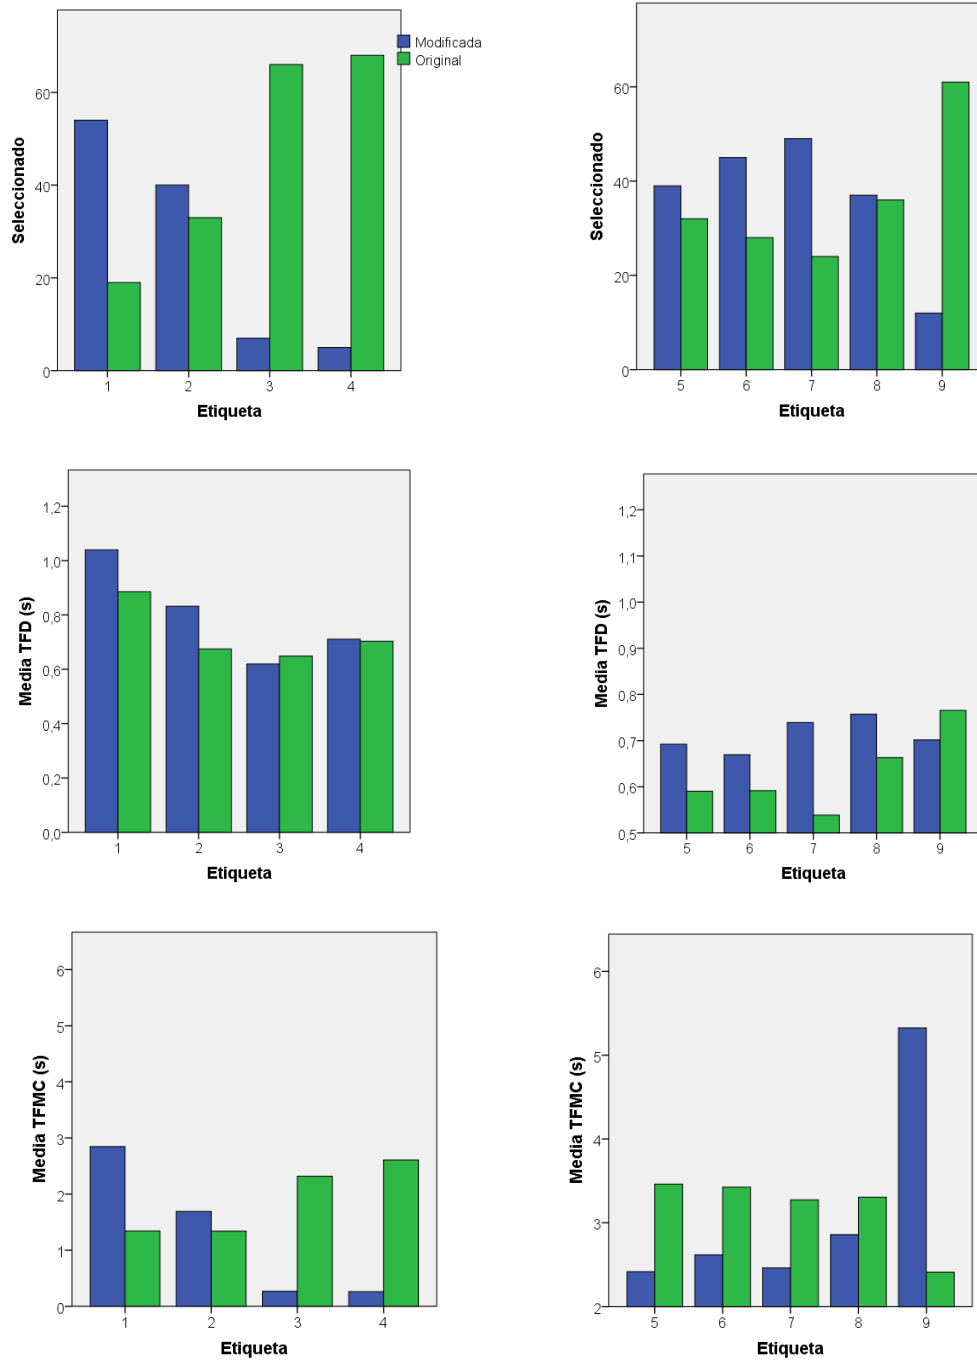 Modificada
Original
Seleccionado
60
40
20
0
1 2 3 4
Etiqueta
Seleccionado
60
40
20
0
5 6 7 8 9
Etiqueta
Media TFD (s)
1,2
1,0
0,8
0,6
0,4
0,2
0,0
1 2 3 4
Etiqueta
Media TFD (s)
1,2
1,1
1,0
0,9
0,8
0,7
0,6
0,5
5 6 7 8 9
Etiqueta
Media TFMC (s)
6
5
4
3
2
1
0
1 2 3 4
Etiqueta
Media TFMC (s)
6
5
4
3
2
5 6 7 8 9
Etiqueta